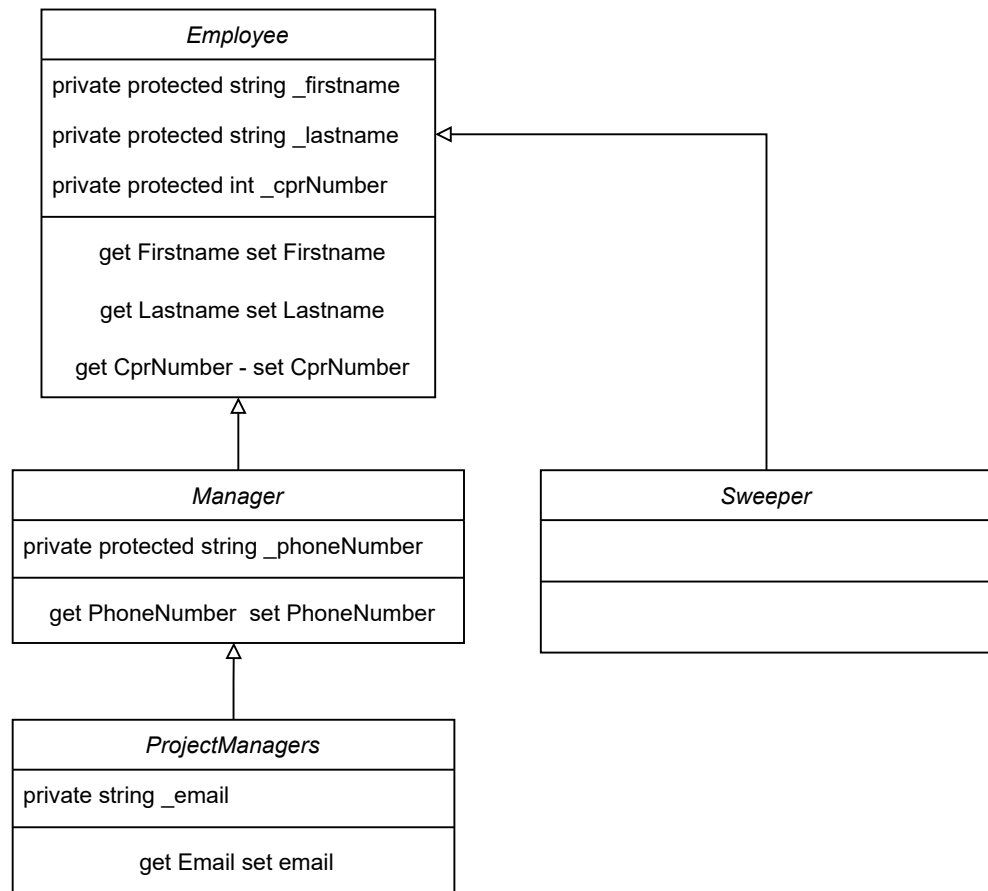 Employee
private protected string _firstname
private protected string _lastname
private protected int _cprNumber
get Firstname set Firstname
get Lastname set Lastname
get CprNumber - set CprNumber
Manager
private protected string _phoneNumber
get PhoneNumber  set PhoneNumber
Sweeper
ProjectManagers
private string _email
get Email set email